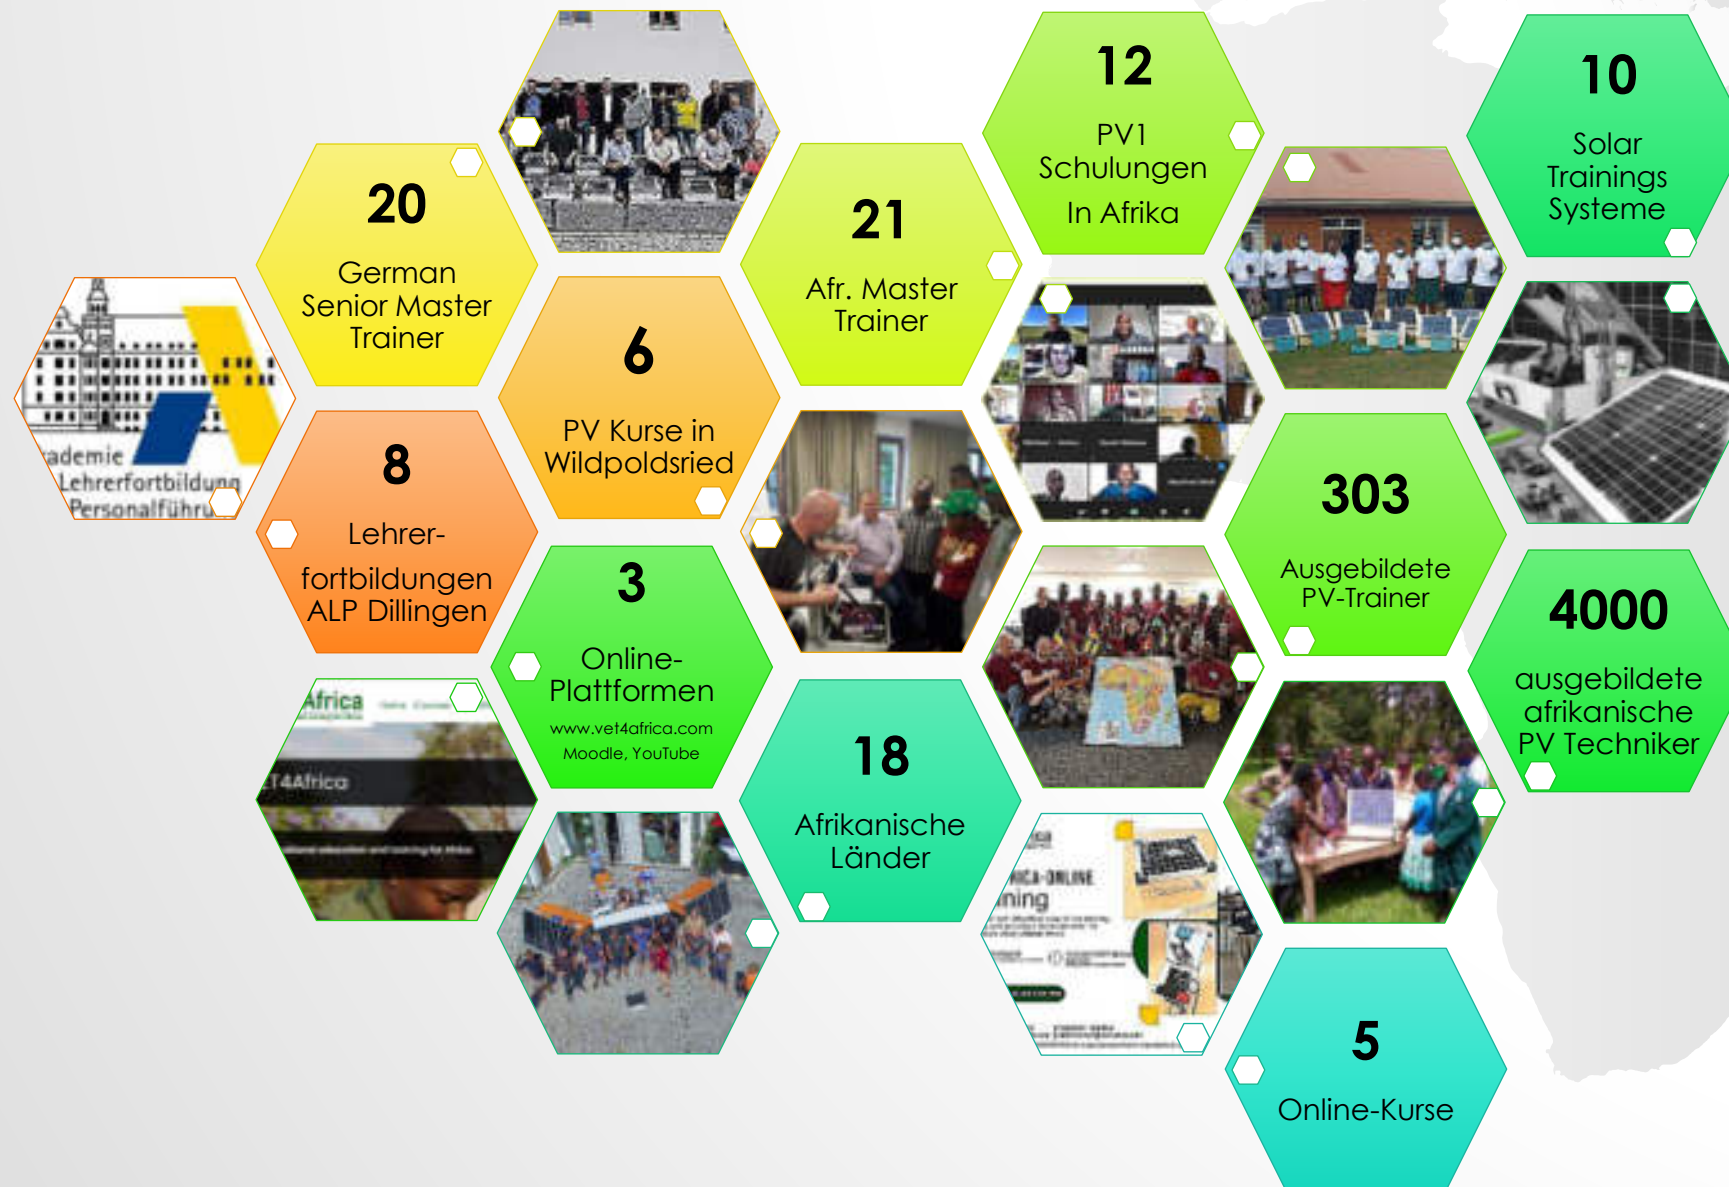 20
German
Senior Master
Trainer
8
Lehrer-
fortbildungen
ALP Dillingen
Lehrerfortbildung
6
PV Kurse in
Wildpoldsried
3
Online-
Plattformen
www.vet4africa.com
Moodle, YouTube
Africa
T4Africa
21
Afr. Master
Trainer
18
Afrikanische
Länder
12
PV1
Schulungen
In Afrika
303
Ausgebildete
PV-Trainer
5
Online-Kurse
10
Solar
Trainings
Systeme
4000
ausgebildete
afrikanische
PV Techniker